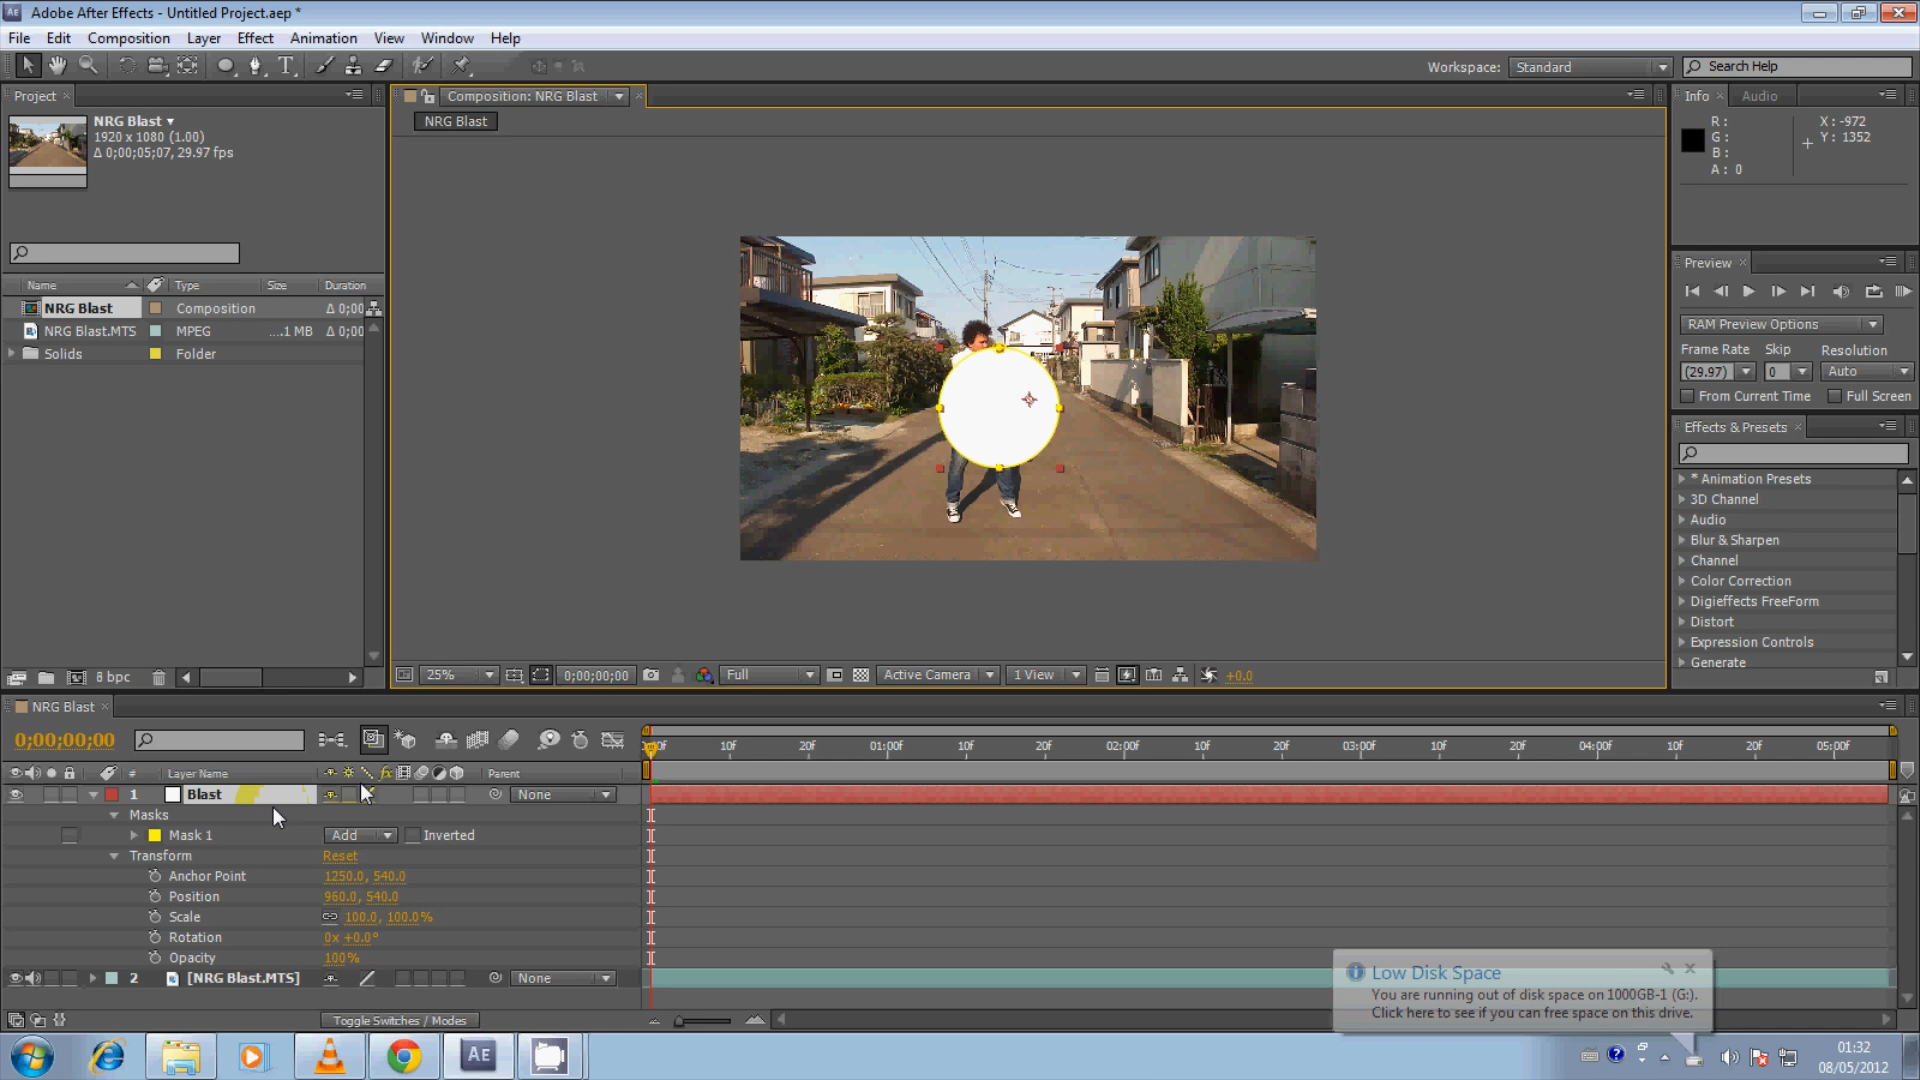 Adobe After Effects - Untitled Project.aep *
File Edit Composition Layer Effect Animation View Window Help
Workspace: Standard Search Help
Project
NRG Blast
1920 x 1080 (1.00)
Δ 0;00;05;07, 29.97 fps
Name Type Size Duration
NRG Blast Composition Δ 0;00
NRG Blast.MTS MPEG ....1 MB Δ 0;00
Solids Folder
8 bpc
Composition: NRG Blast
NRG Blast
25% 0;00;00;00 Full Active Camera 1 View +0.0
Info Audio
R: X: -972
G: Y: 1352
B:
A: 0
Preview
RAM Preview Options
Frame Rate Skip Resolution
(29.97) 0 Auto
From Current Time Full Screen
Effects & Presets
* Animation Presets
3D Channel
Audio
Blur & Sharpen
Channel
Color Correction
Digieffects FreeForm
Distort
Expression Controls
Generate
NRG Blast
0;00;00;00
10f 20f 01:00f 10f 20f 02:00f 10f 20f 03:00f 10f 20f 04:00f 10f 20f 05:00f
# Layer Name fx Parent
1 Blast None
Masks
Mask 1 Add Inverted
Transform Reset
Anchor Point 1250.0, 540.0
Position 960.0, 540.0
Scale 100.0, 100.0%
Rotation 0x +0.0°
Opacity 100%
2 [NRG Blast.MTS] None
Toggle Switches / Modes
Low Disk Space
You are running out of disk space on 1000GB-1 (G:).
Click here to see if you can free space on this drive.
AE
01:32
08/05/2012